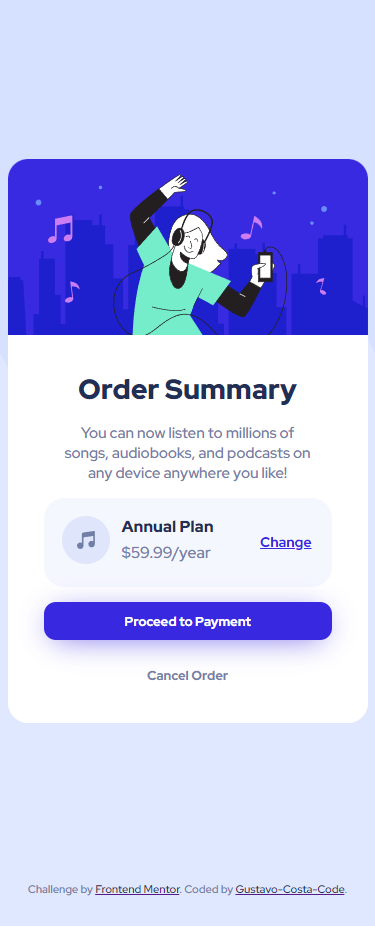 Order Summary
You can now listen to millions of
songs, audiobooks, and podcasts on
any device anywhere you like!
Annual Plan
$59.99/year
Change
Proceed to Payment
Cancel Order
Challenge by Frontend Mentor. Coded by Gustavo-Costa-Code.